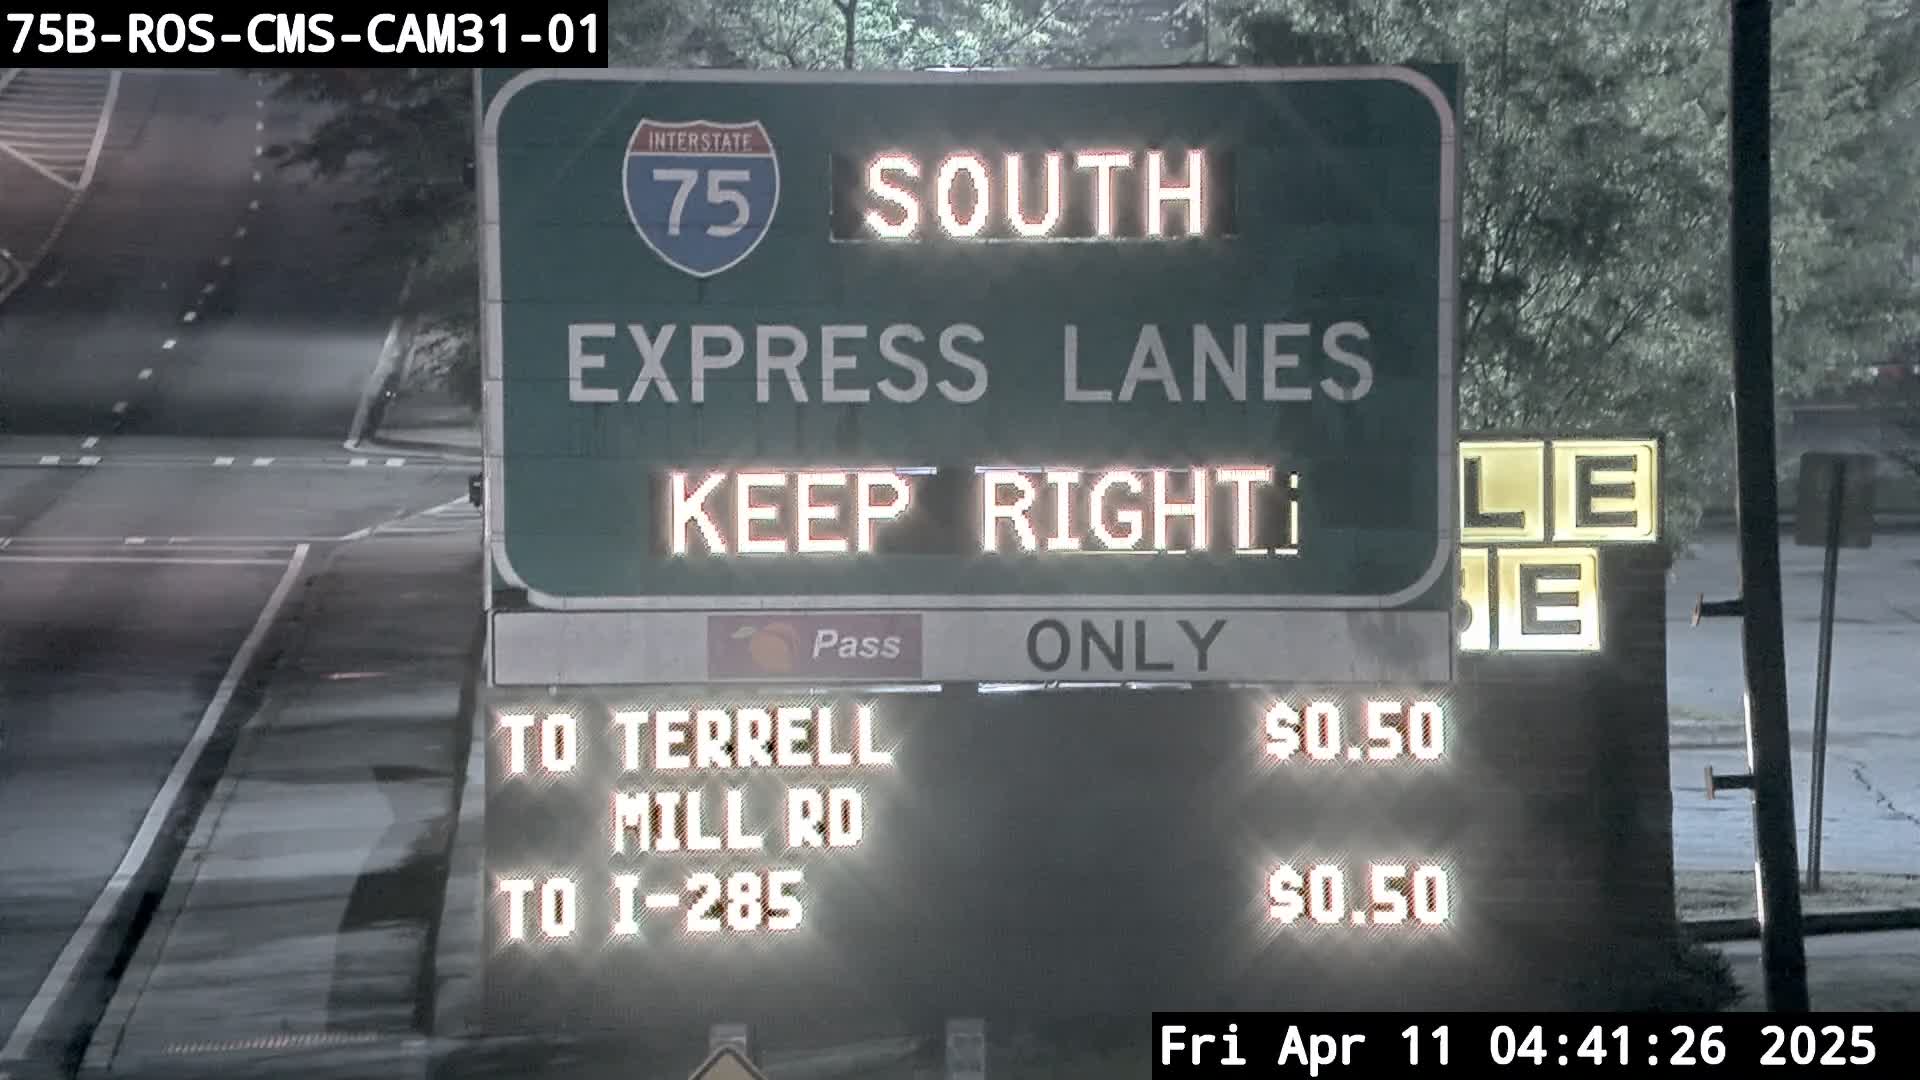 75B-ROS-CMS-CAM31-01
INTERSTATE
75
SOUTH
EXPRESS LANES
KEEP RIGHT
Pass ONLY
TO TERRELL $0.50
MILL RD
TO I-285 $0.50
LE
E
Fri Apr 11 04:41:26 2025